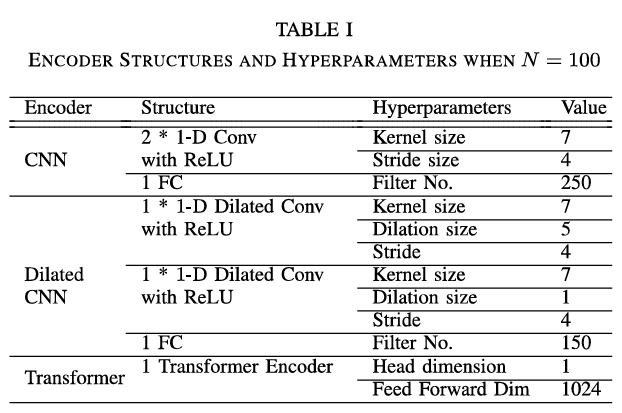 TABLE I
ENCODER STRUCTURES AND HYPERPARAMETERS WHEN N = 100
Encoder Structure Hyperparameters Value
2 * 1-D Conv Kernel size 7
CNN with ReLU Stride size 4
1 FC Filter No. 250
1 * 1-D Dilated Conv Kernel size 7
with ReLU Dilation size 5
Stride 4
Dilated 1 * 1-D Dilated Conv Kernel size 7
CNN with ReLU Dilation size 1
Stride 4
1 FC Filter No. 150
Transformer 1 Transformer Encoder Head dimension 1
Feed Forward Dim 1024